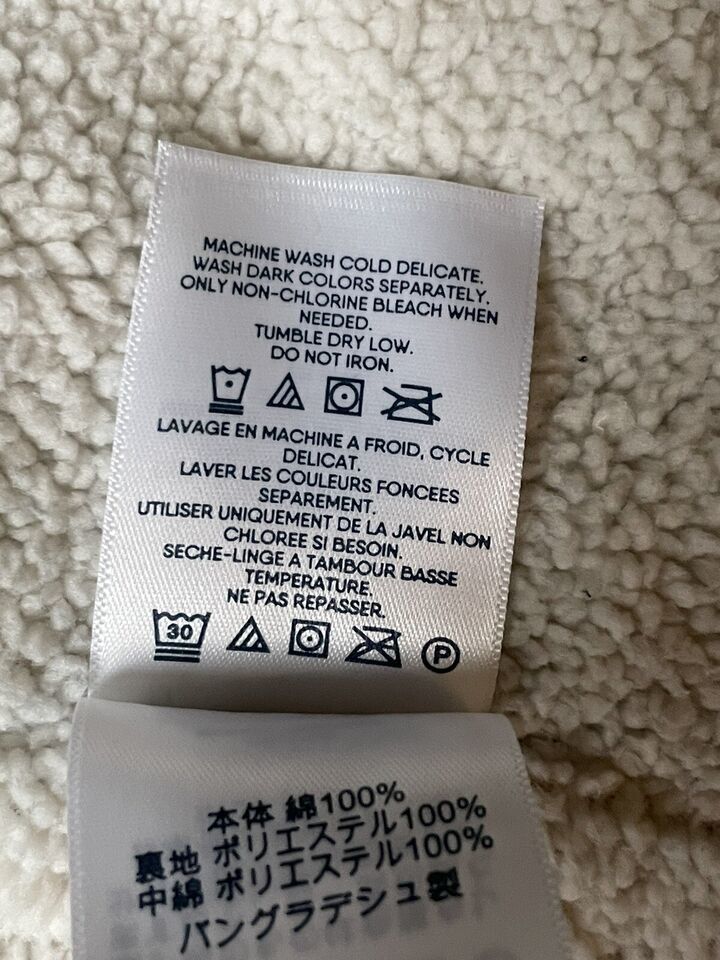 MACHINE WASH COLD DELICATE.
WASH DARK COLORS SEPARATELY.
ONLY NON-CHLORINE BLEACH WHEN
NEEDED.
TUMBLE DRY LOW.
DO NOT IRON.
LAVAGE EN MACHINE A FROID, CYCLE
DELICAT.
LAVER LES COULEURS FONCEES
SEPAREMENT.
UTILISER UNIQUEMENT DE LA JAVEL NON
CHLOREE SI BESOIN.
SECHE-LINGE A TAMBOUR BASSE
TEMPERATURE.
NE PAS REPASSER.
30 P
本体 綿100%
裏地 ポリエステル100%
中綿 ポリエステル100%
バングラデシュ製